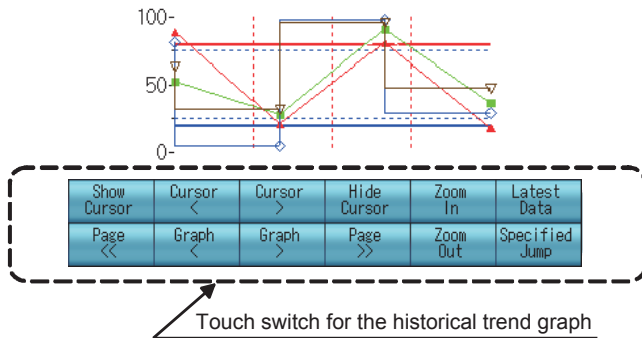 100-
50-
0-
Show Cursor Cursor Hide Zoom Latest
Cursor < > Cursor In Data
Page Graph Graph Page Zoom Specified
<< < > >> Out Jump
Touch switch for the historical trend graph